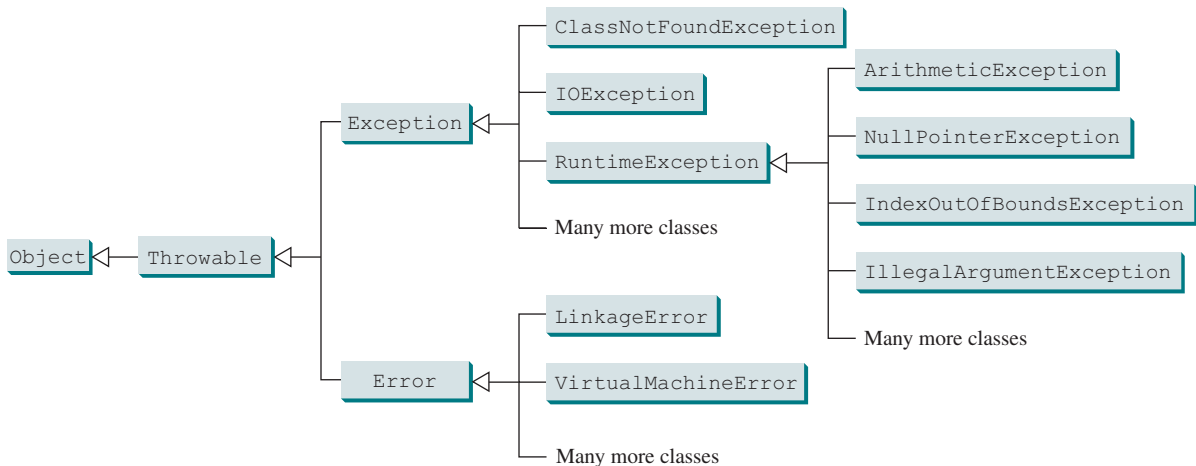 ClassNotFoundException
ArithmeticException
IOException
Exception
NullPointerException
RuntimeException
IndexOutOfBoundsException
Many more classes
Object
Throwable
IllegalArgumentException
LinkageError
Many more classes
Error
VirtualMachineError
Many more classes